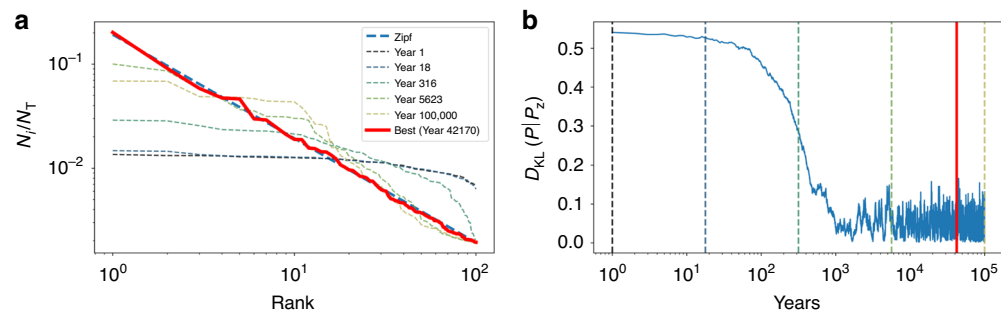 a
Zipf
Year 1
Year 18
Year 316
Year 5623
Year 100,000
Best (Year 42170)
10⁻¹
10⁻²
N_i/N_T
10⁰ 10¹ 10²
Rank
b
0.5
0.4
0.3
0.2
0.1
0.0
D_KL (P|P_Z)
10⁰ 10¹ 10² 10³ 10⁴ 10⁵
Years